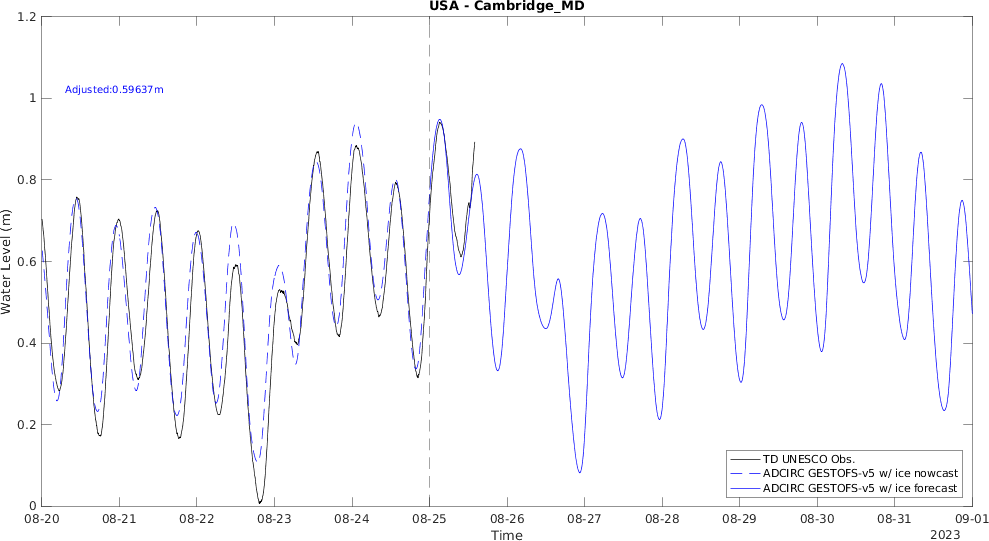 USA - Cambridge_MD
1.2
1
0.8
0.6
0.4
0.2
0
Water Level (m)
Adjusted:0.59637m
TD UNESCO Obs.
ADCIRC GESTOFS-v5 w/ ice nowcast
ADCIRC GESTOFS-v5 w/ ice forecast
08-20 08-21 08-22 08-23 08-24 08-25 08-26 08-27 08-28 08-29 08-30 08-31 09-01
Time
2023